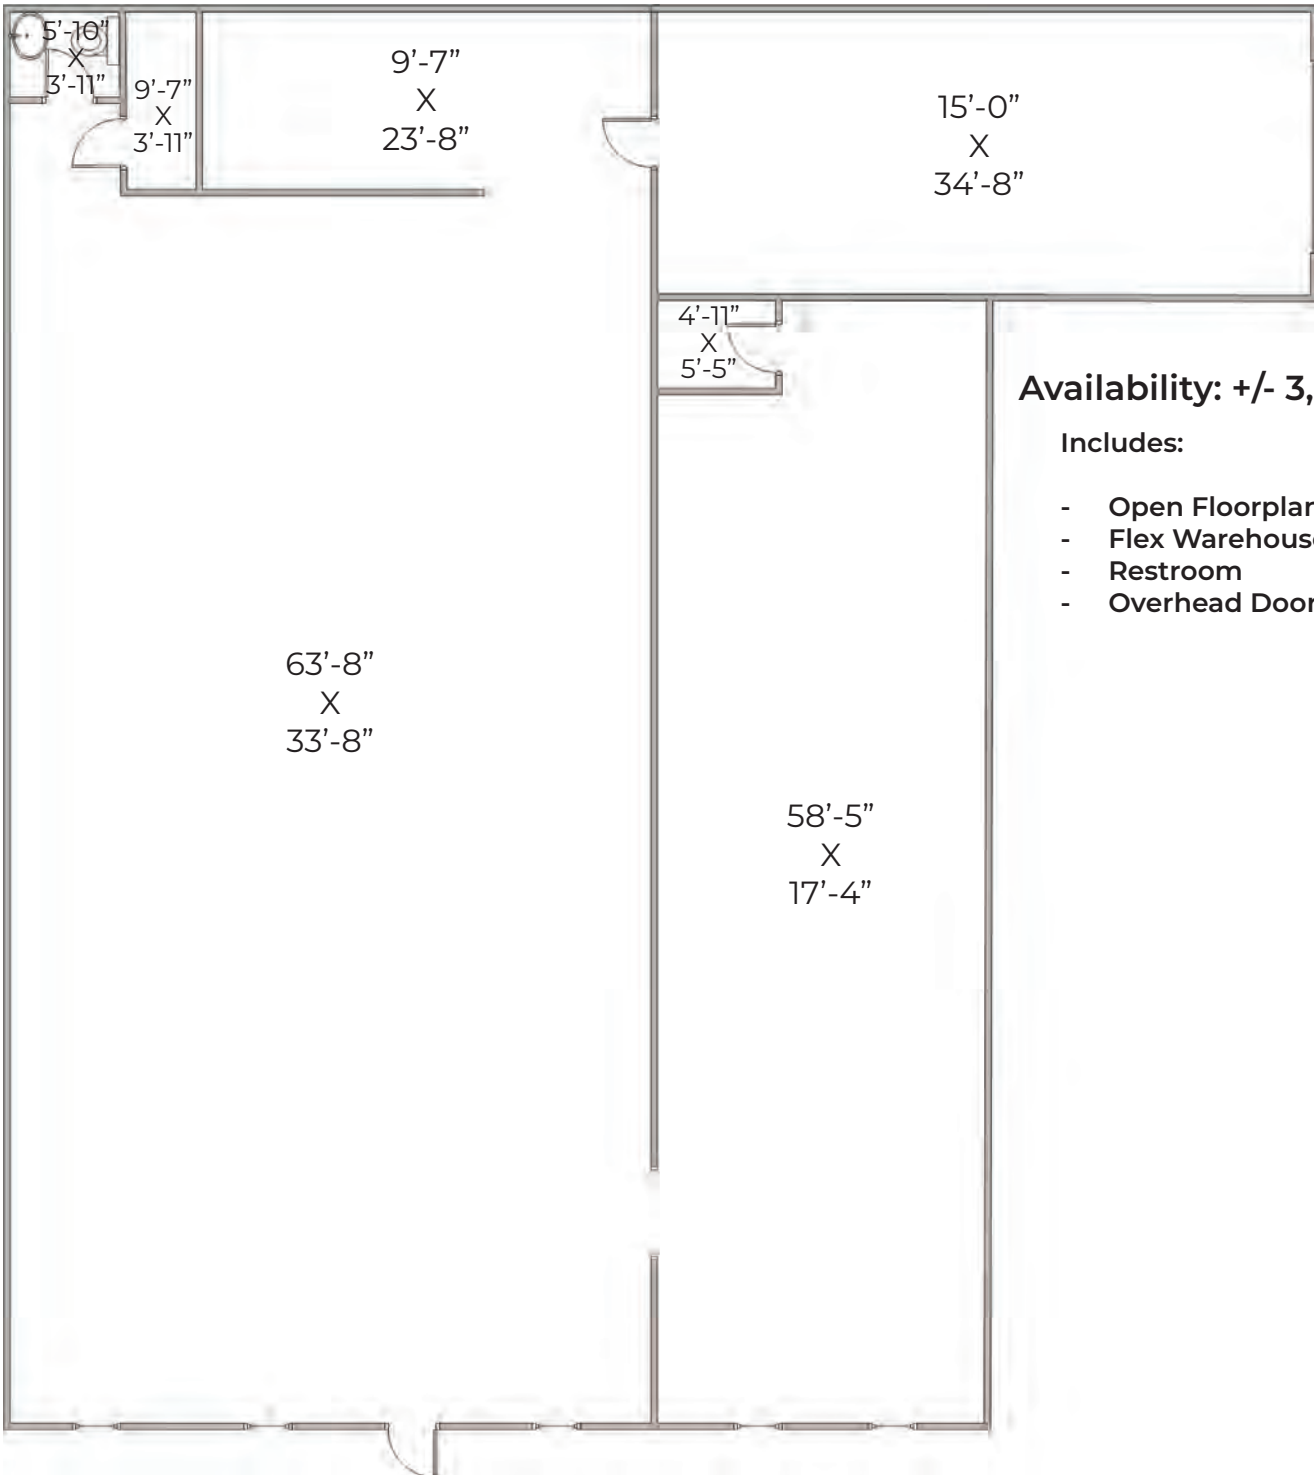 5’-10”
X
3’-11”
9’-7”
X
3’-11”
9’-7”
X
23’-8”
15’-0”
X
34’-8”
4’-11”
X
5’-5”
Availability: +/- 3,
Includes:
- Open Floorplan
- Flex Warehouse
- Restroom
- Overhead Door
63’-8”
X
33’-8”
58’-5”
X
17’-4”